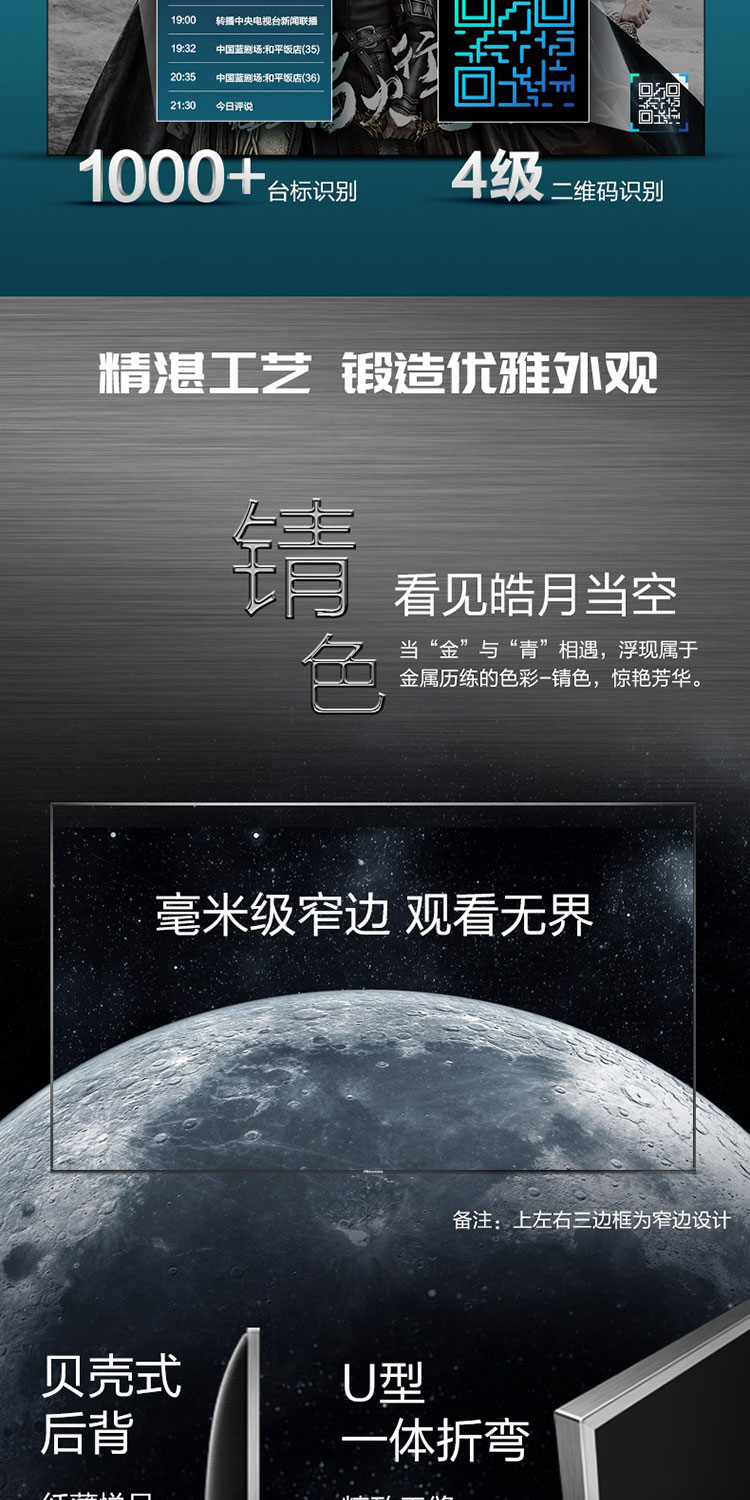 19:00 转播中央电视台新闻联播
19:32 中国蓝剧场:和平饭店(35)
20:35 中国蓝剧场:和平饭店(36)
21:30 今日评说
1000+台标识别
4级 二维码识别
精湛工艺 锻造优雅外观
锖色
看见皓月当空
当“金”与“青”相遇，浮现属于
金属历练的色彩-锖色，惊艳芳华。
毫米级窄边 观看无界
备注：上左右三边框为窄边设计
贝壳式
后背
U型
一体折弯